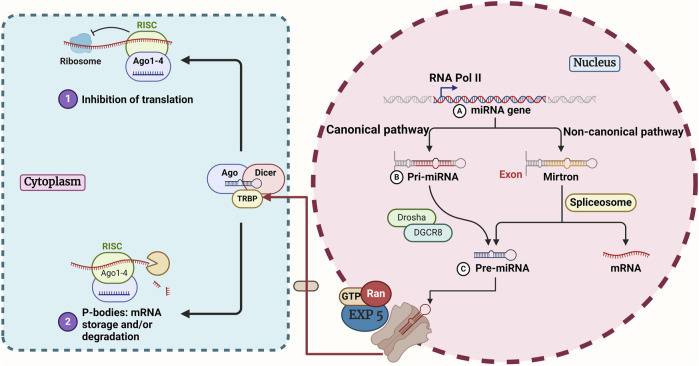 RISC
Ribosome
Ago1-4
1 Inhibition of translation
Cytoplasm
Ago
Dicer
TRBP
RISC
Ago1-4
2 P-bodies: mRNA
storage and/or
degradation
Nucleus
RNA Pol II
A miRNA gene
Canonical pathway
Non-canonical pathway
B Pri-miRNA
Exon
Mirtron
Drosha
DGCR8
Spliceosome
C Pre-miRNA
mRNA
GTP
Ran
EXP 5